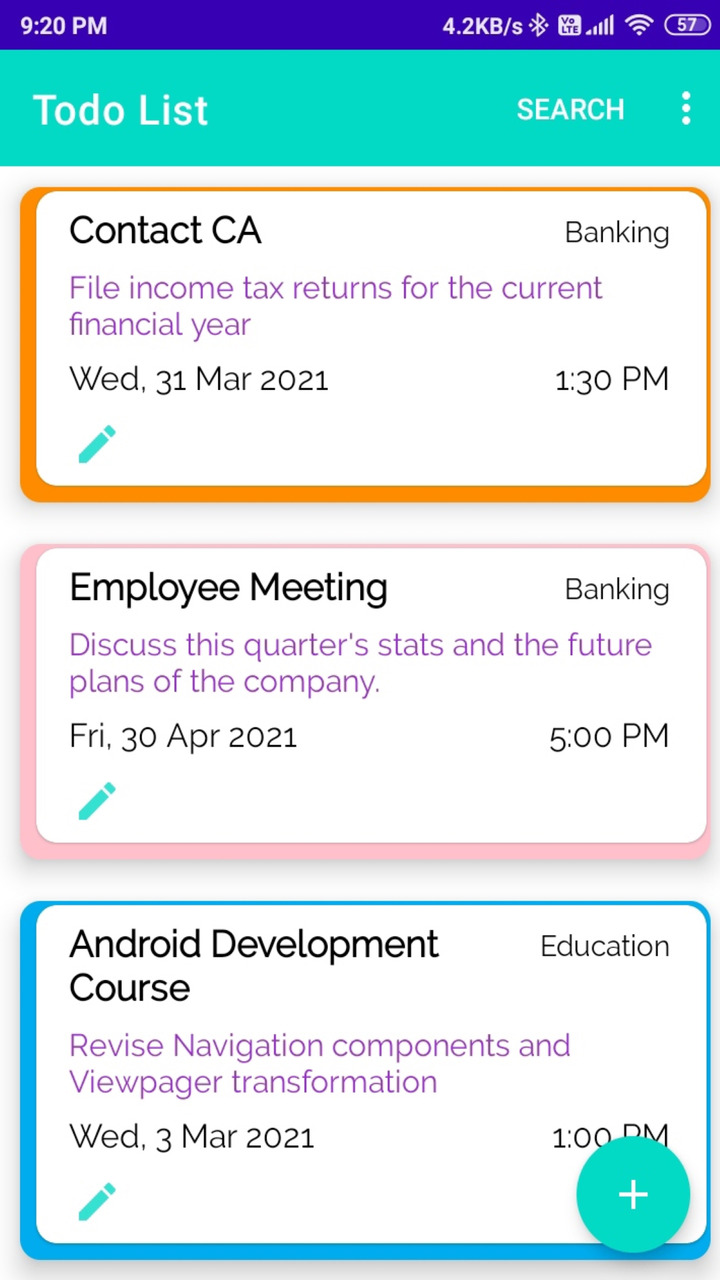 9:20 PM 4.2KB/s Vo LTE 57
Todo List SEARCH
Contact CA Banking
File income tax returns for the current
financial year
Wed, 31 Mar 2021 1:30 PM
Employee Meeting Banking
Discuss this quarter's stats and the future
plans of the company.
Fri, 30 Apr 2021 5:00 PM
Android Development Education
Course
Revise Navigation components and
Viewpager transformation
Wed, 3 Mar 2021 1:00 PM